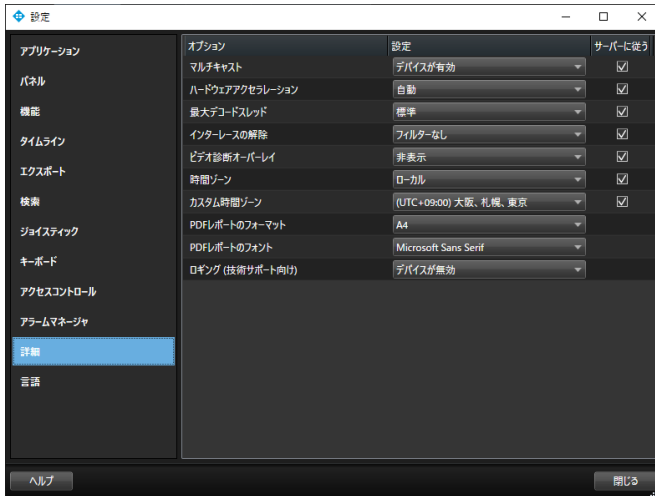 設定
アプリケーション
パネル
機能
タイムライン
エクスポート
検索
ジョイスティック
キーボード
アクセスコントロール
アラームマネージャ
詳細
言語
オプション 設定 サーバーに従う
マルチキャスト デバイスが有効
ハードウェアアクセラレーション 自動
最大デコードスレッド 標準
インターレースの解除 フィルターなし
ビデオ診断オーバーレイ 非表示
時間ゾーン ローカル
カスタム時間ゾーン (UTC+09:00) 大阪、札幌、東京
PDFレポートのフォーマット A4
PDFレポートのフォント Microsoft Sans Serif
ロギング (技術サポート向け) デバイスが無効
ヘルプ 閉じる